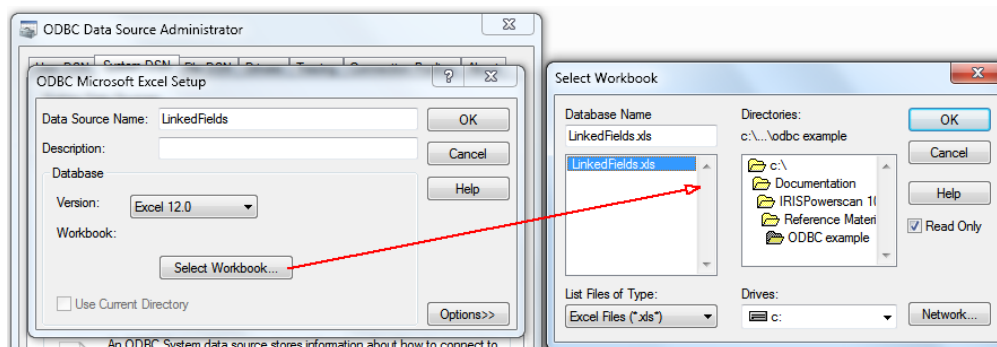 ODBC Data Source Administrator
System DSN
ODBC Microsoft Excel Setup
Data Source Name: LinkedFields
OK
Description:
Cancel
Database
Help
Version: Excel 12.0
Workbook:
Select Workbook...
Use Current Directory
Options>>
An ODBC System data source stores information about how to connect to
Select Workbook
Database Name
Directories:
OK
LinkedFields.xls
c:\...\odbc example
Cancel
LinkedFields.xls
c:\
Documentation
Help
IRISPowerscan 10
Reference Materi
Read Only
ODBC example
List Files of Type:
Drives:
Excel Files (*.xls*)
c:
Network...